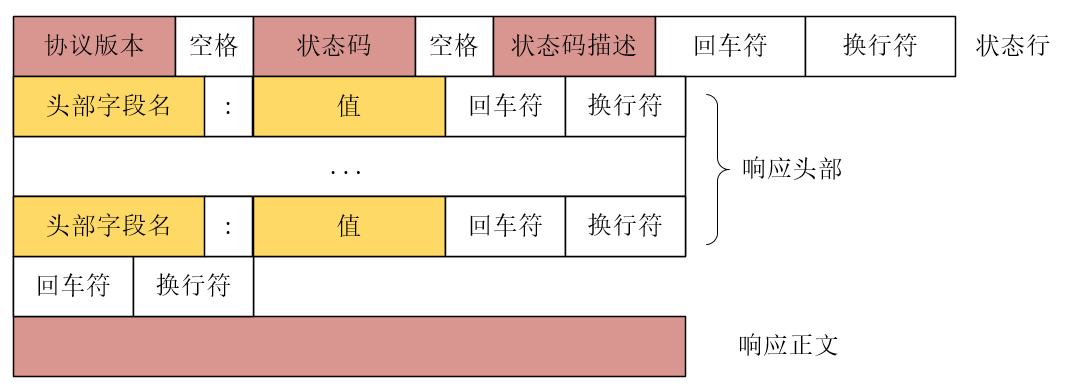 协议版本 空格 状态码 空格 状态码描述 回车符 换行符 状态行
头部字段名 : 值 回车符 换行符
...
响应头部
头部字段名 : 值 回车符 换行符
回车符 换行符
响应正文